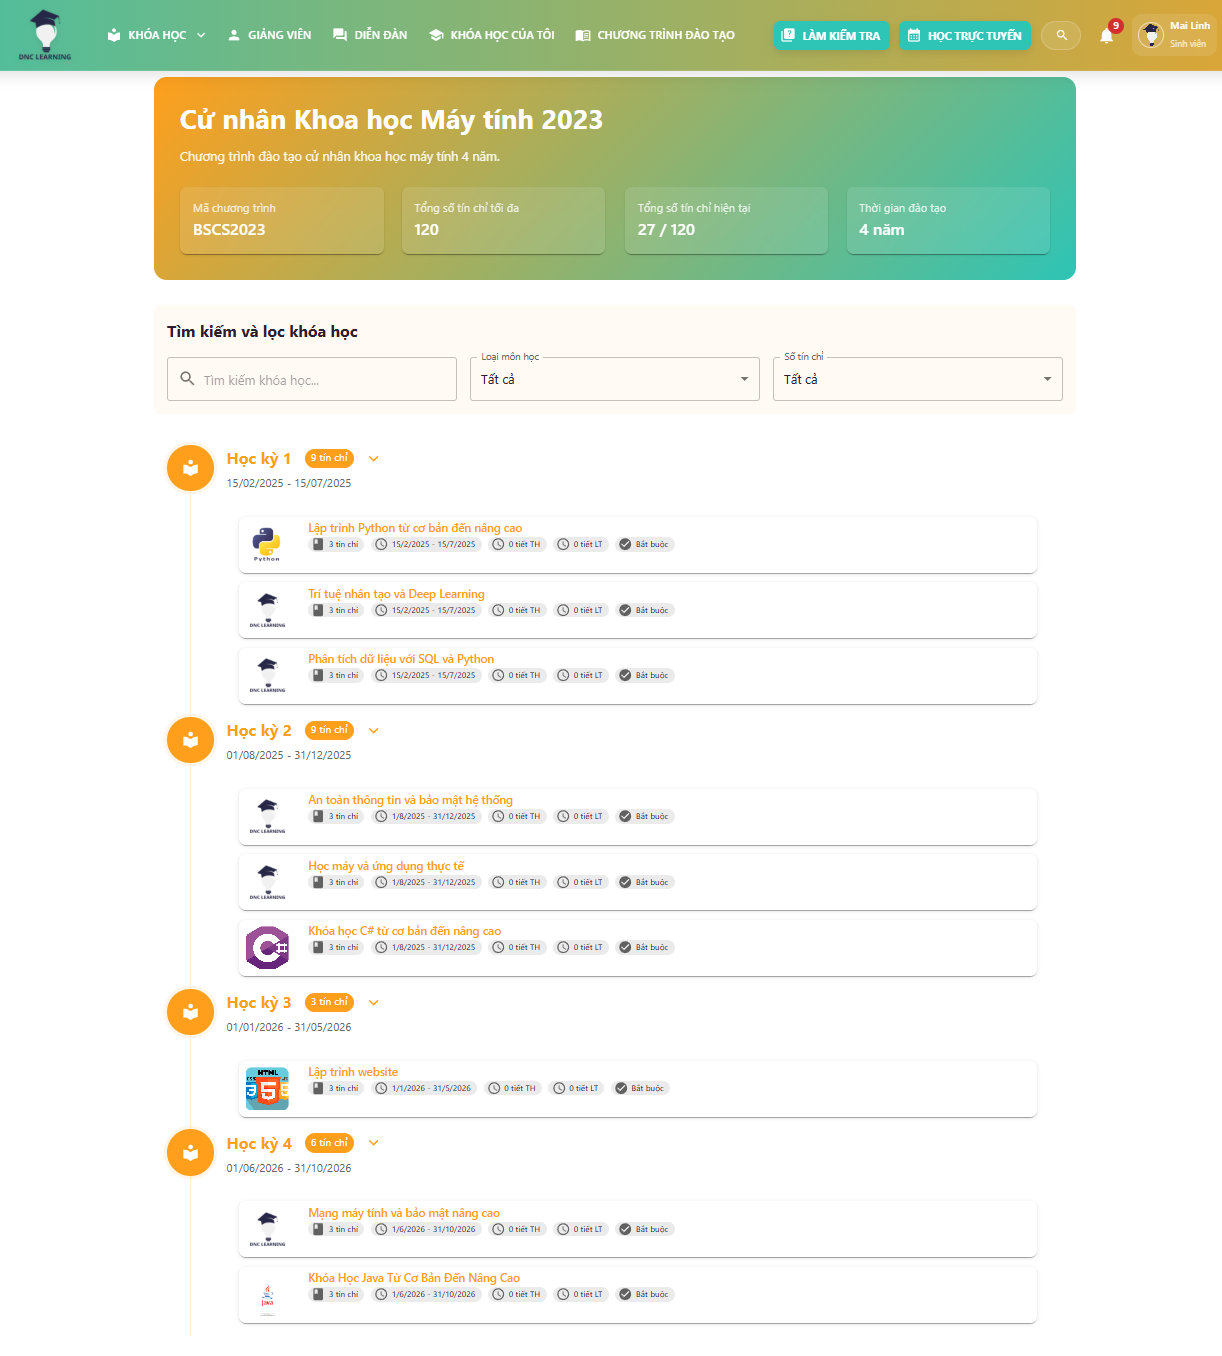 DNC LEARNING
KHÓA HỌC
GIẢNG VIÊN
DIỄN ĐÀN
KHÓA HỌC CỦA TÔI
CHƯƠNG TRÌNH ĐÀO TẠO
LÀM KIỂM TRA
HỌC TRỰC TUYẾN
9
Mai Linh
Sinh viên
Cử nhân Khoa học Máy tính 2023
Chương trình đào tạo cử nhân khoa học máy tính 4 năm.
Mã chương trình
BSCS2023
Tổng số tín chỉ tối đa
120
Tổng số tín chỉ hiện tại
27 / 120
Thời gian đào tạo
4 năm
Tìm kiếm và lọc khóa học
Tìm kiếm khóa học...
Loại môn học
Tất cả
Số tín chỉ
Tất cả
Học kỳ 1 9 tín chỉ
15/02/2025 - 15/07/2025
Python
Lập trình Python từ cơ bản đến nâng cao
3 tín chỉ 15/2/2025 - 15/7/2025 0 tiết TH 0 tiết LT Bắt buộc
DNC LEARNING
Trí tuệ nhân tạo và Deep Learning
3 tín chỉ 15/2/2025 - 15/7/2025 0 tiết TH 0 tiết LT Bắt buộc
DNC LEARNING
Phân tích dữ liệu với SQL và Python
3 tín chỉ 15/2/2025 - 15/7/2025 0 tiết TH 0 tiết LT Bắt buộc
Học kỳ 2 9 tín chỉ
01/08/2025 - 31/12/2025
DNC LEARNING
An toàn thông tin và bảo mật hệ thống
3 tín chỉ 1/8/2025 - 31/12/2025 0 tiết TH 0 tiết LT Bắt buộc
DNC LEARNING
Học máy và ứng dụng thực tế
3 tín chỉ 1/8/2025 - 31/12/2025 0 tiết TH 0 tiết LT Bắt buộc
C#
Khóa học C# từ cơ bản đến nâng cao
3 tín chỉ 1/8/2025 - 31/12/2025 0 tiết TH 0 tiết LT Bắt buộc
Học kỳ 3 3 tín chỉ
01/01/2026 - 31/05/2026
HTML
3 5 5
Lập trình website
3 tín chỉ 1/1/2026 - 31/5/2026 0 tiết TH 0 tiết LT Bắt buộc
Học kỳ 4 6 tín chỉ
01/06/2026 - 31/10/2026
DNC LEARNING
Mạng máy tính và bảo mật nâng cao
3 tín chỉ 1/6/2026 - 31/10/2026 0 tiết TH 0 tiết LT Bắt buộc
Java
Khóa Học Java Từ Cơ Bản Đến Nâng Cao
3 tín chỉ 1/6/2026 - 31/10/2026 0 tiết TH 0 tiết LT Bắt buộc